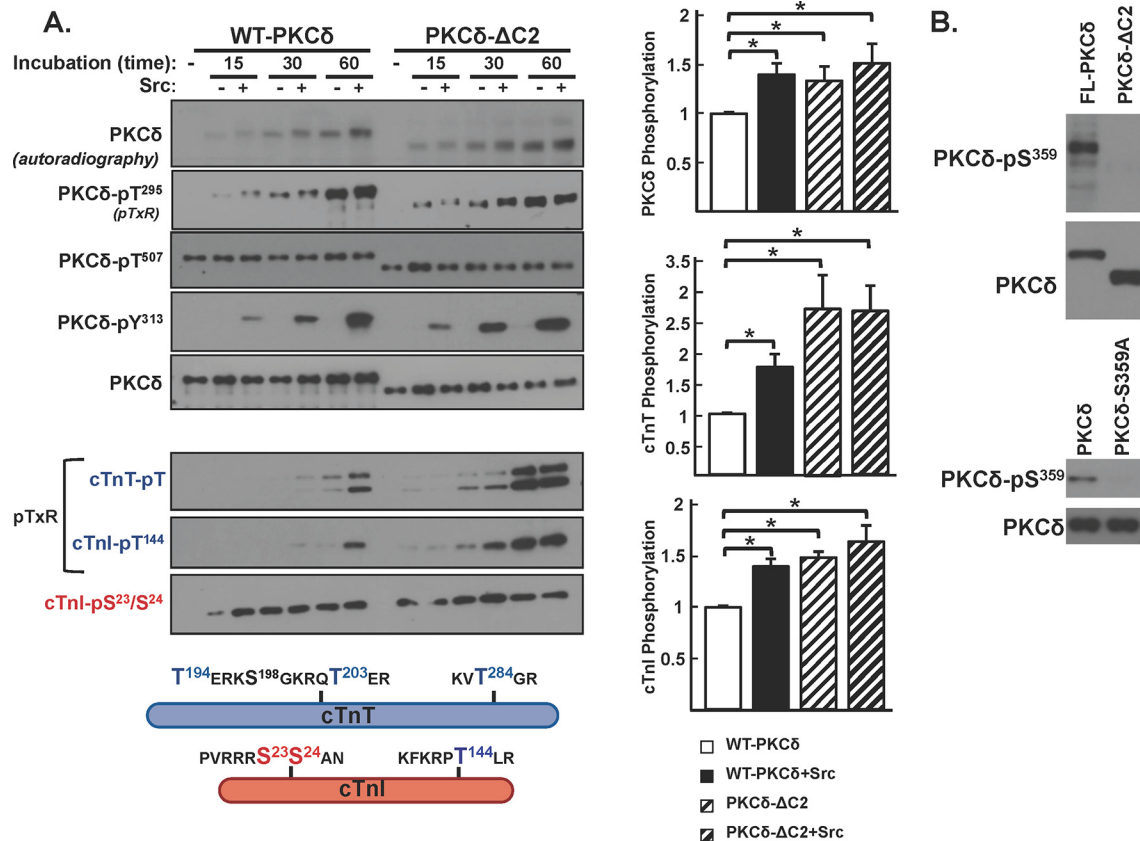 A.
WT-PKCδ PKCδ-ΔC2
Incubation (time): - 15 30 60 - 15 30 60
Src: - + - + - + - + - + - +
PKCδ
(autoradiography)
PKCδ-pT295
(pTxR)
PKCδ-pT507
PKCδ-pY313
PKCδ
pTxR
cTnT-pT
cTnI-pT144
cTnI-pS23/S24
T194ERKS198GKRQT203ER KVT284GR
cTnT
PVRRRS23S24AN KFKRPT144LR
cTnI
PKCδ Phosphorylation
2
1.5
1
0.5
* * *
cTnT Phosphorylation
3.5
2
2.5
2
1.5
1
0.5
* * *
cTnI Phosphorylation
2
1.5
1
0.5
* * *
WT-PKCδ
WT-PKCδ+Src
PKCδ-ΔC2
PKCδ-ΔC2+Src
B.
FL-PKCδ
PKCδ-ΔC2
PKCδ-pS359
PKCδ
PKCδ
PKCδ-S359A
PKCδ-pS359
PKCδ